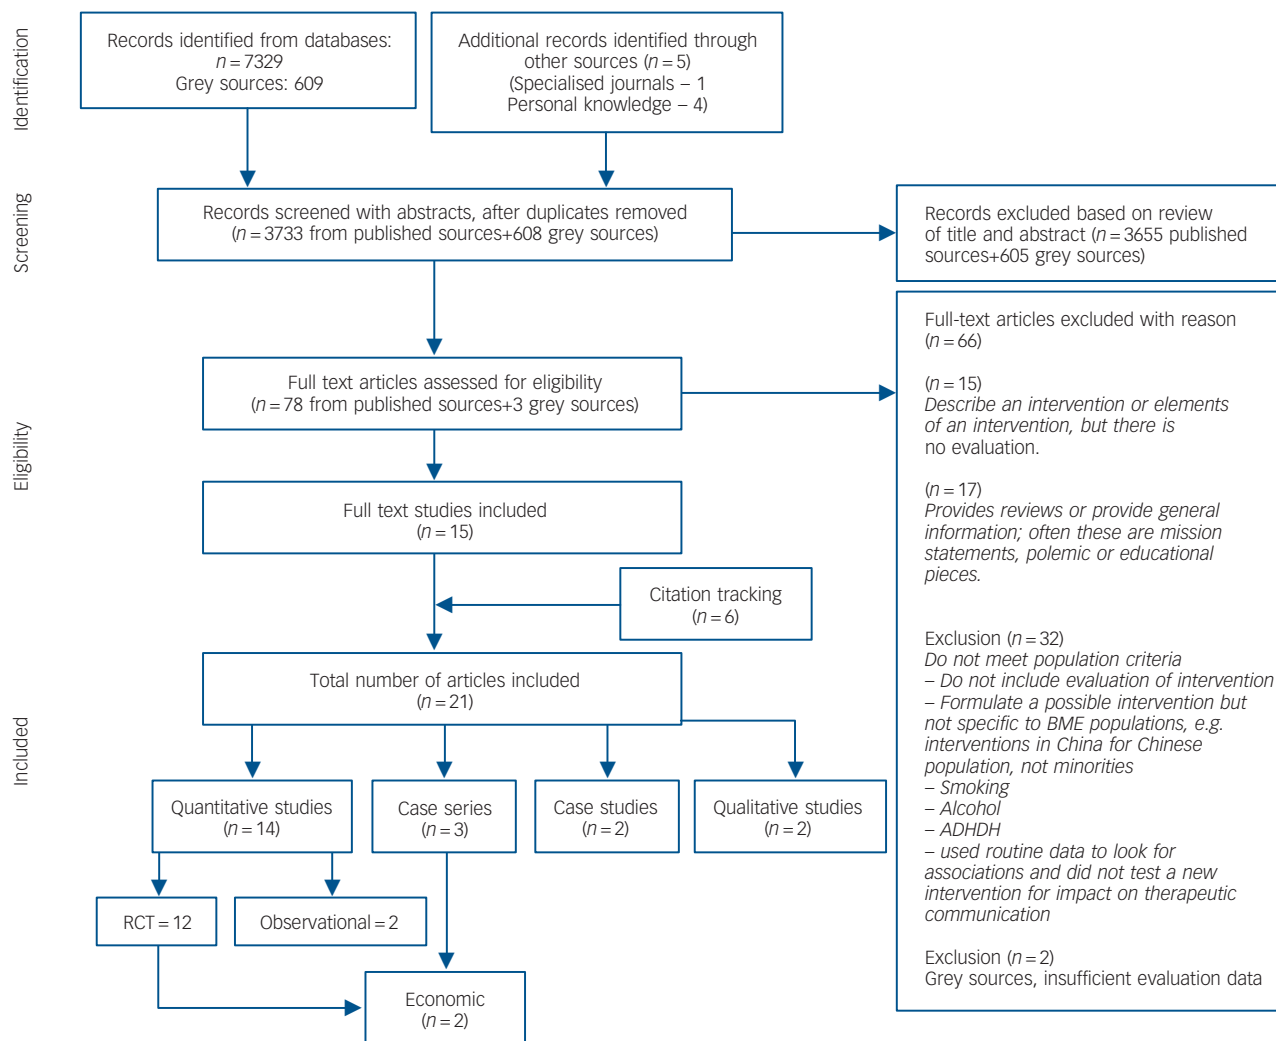 Identification
Records identified from databases:
n = 7329
Grey sources: 609
Additional records identified through
other sources (n = 5)
(Specialised journals – 1
Personal knowledge – 4)
Screening
Records screened with abstracts, after duplicates removed
(n = 3733 from published sources+608 grey sources)
Records excluded based on review
of title and abstract (n = 3655 published
sources+605 grey sources)
Eligibility
Full text articles assessed for eligibility
(n = 78 from published sources+3 grey sources)
Full-text articles excluded with reason
(n = 66)
(n = 15)
Describe an intervention or elements
of an intervention, but there is
no evaluation.
(n = 17)
Provides reviews or provide general
information; often these are mission
statements, polemic or educational
pieces.
Exclusion (n = 32)
Do not meet population criteria
– Do not include evaluation of intervention
– Formulate a possible intervention but
not specific to BME populations, e.g.
interventions in China for Chinese
population, not minorities
– Smoking
– Alcohol
– ADHDH
– used routine data to look for
associations and did not test a new
intervention for impact on therapeutic
communication
Exclusion (n = 2)
Grey sources, insufficient evaluation data
Full text studies included
(n = 15)
Citation tracking
(n = 6)
Included
Total number of articles included
(n = 21)
Quantitative studies
(n = 14)
Case series
(n = 3)
Case studies
(n = 2)
Qualitative studies
(n = 2)
RCT = 12
Observational = 2
Economic
(n = 2)